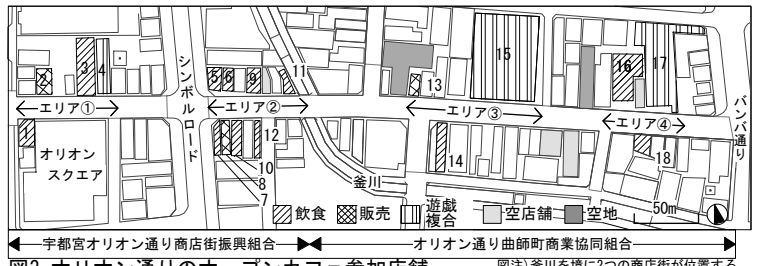 1
2
3
4
5
6
9
11
13
15
16
17
エリア①
エリア②
エリア③
エリア④
シンボルロード
バンバ通り
オリオン
スクエア
12
10
8
7
14
18
釜川
飲食
販売
遊戯
複合
空店舗
空地
50m
宇都宮オリオン通り商店街振興組合
オリオン通り曲師町商業協同組合
図2 オリオン通りのオープンカフェ参加店舗
図注)釜川を境に2つの商店街が位置する